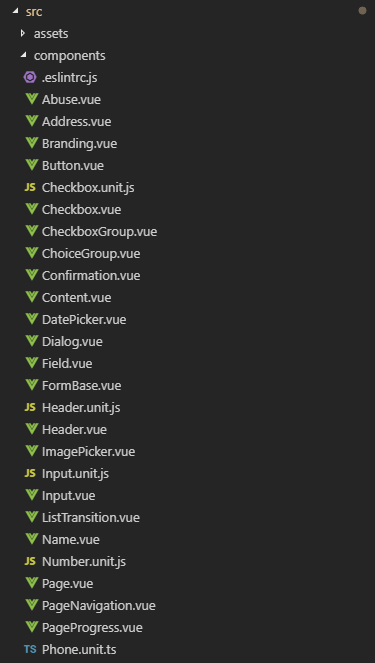 src
assets
components
.eslintrc.js
Abuse.vue
Address.vue
Branding.vue
Button.vue
JS Checkbox.unit.js
Checkbox.vue
CheckboxGroup.vue
ChoiceGroup.vue
Confirmation.vue
Content.vue
DatePicker.vue
Dialog.vue
Field.vue
FormBase.vue
JS Header.unit.js
Header.vue
ImagePicker.vue
JS Input.unit.js
Input.vue
ListTransition.vue
Name.vue
JS Number.unit.js
Page.vue
PageNavigation.vue
PageProgress.vue
TS Phone.unit.ts